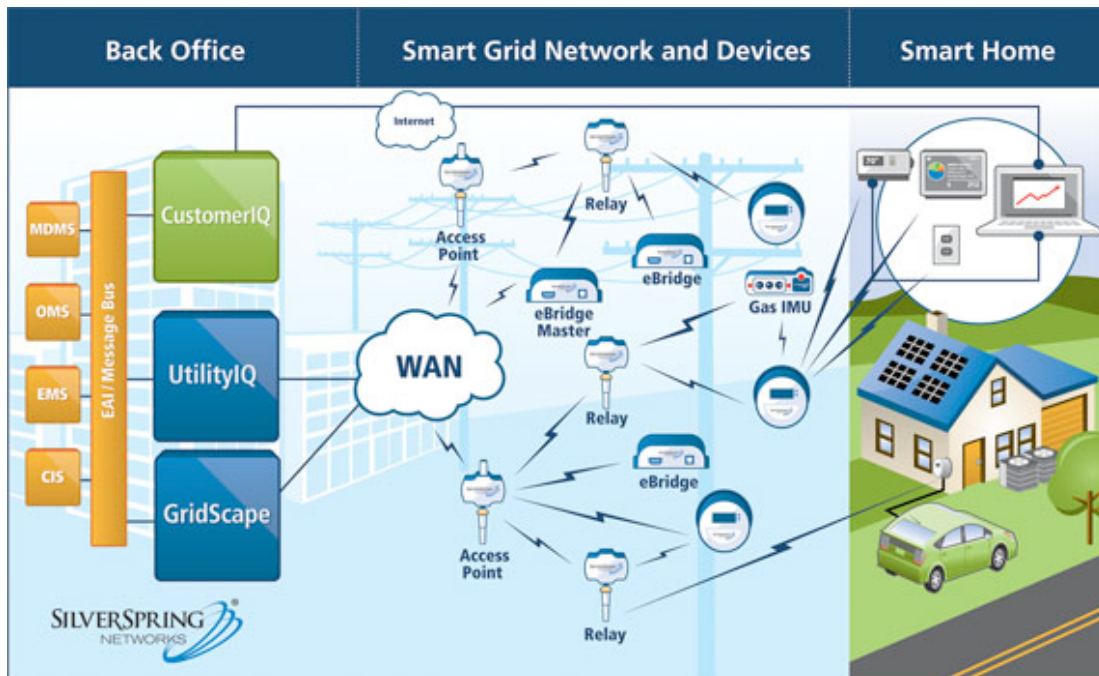 Back Office
Smart Grid Network and Devices
Smart Home
Internet
CustomerIQ
MDMS
OMS
EMS
CIS
EAI / Message Bus
UtilityIQ
GridScape
Access
Point
Relay
eBridge
eBridge
Master
Gas IMU
WAN
Relay
eBridge
Access
Point
Relay
70°
SILVERSPRING®
NETWORKS